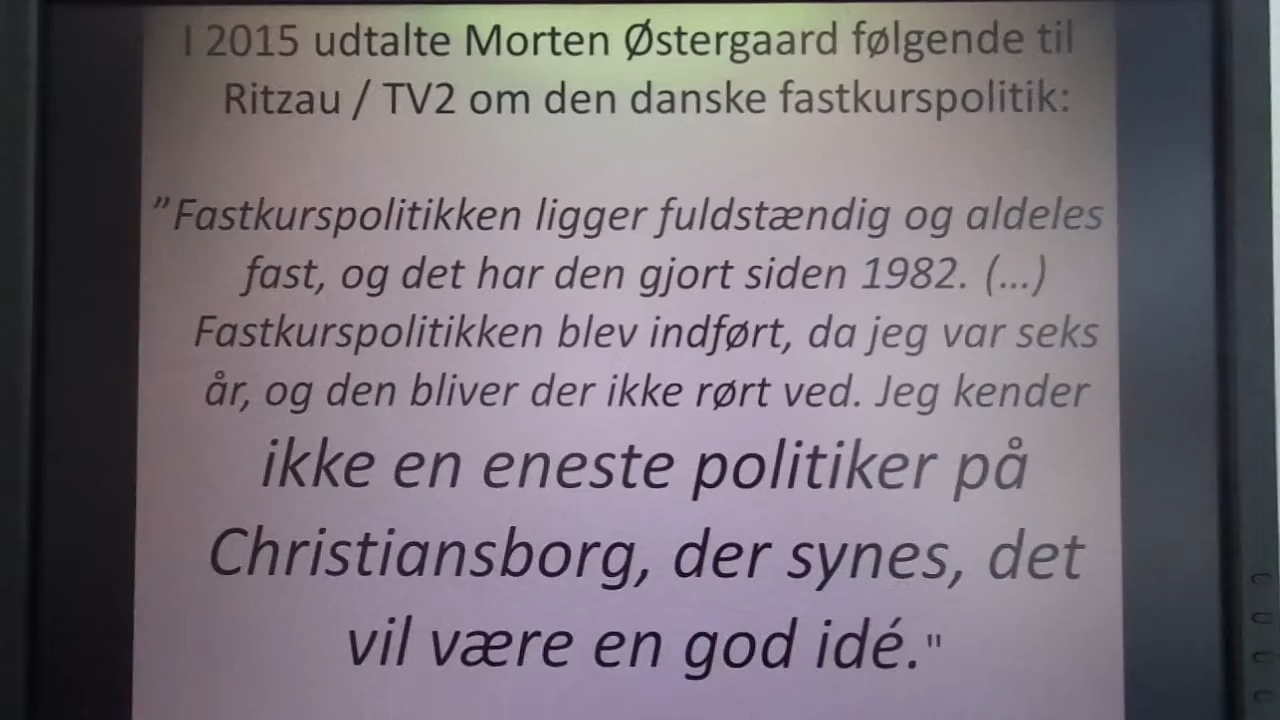 I 2015 udtalte Morten Østergaard følgende til
Ritzau / TV2 om den danske fastkurspolitik:
”Fastkurspolitikken ligger fuldstændig og aldeles
fast, og det har den gjort siden 1982. (…)
Fastkurspolitikken blev indført, da jeg var seks
år, og den bliver der ikke rørt ved. Jeg kender
ikke en eneste politiker på
Christiansborg, der synes, det
vil være en god idé."